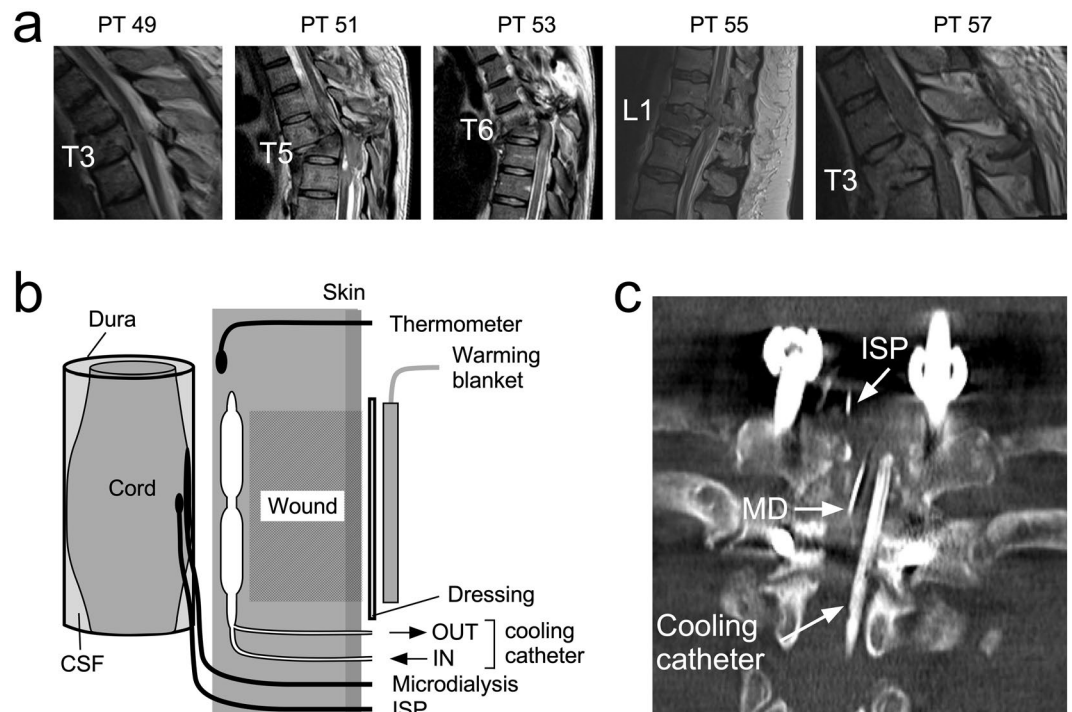 a
PT 49
PT 51
PT 53
PT 55
PT 57
T3
T5
T6
L1
T3
b
Skin
Dura
Thermometer
Warming
blanket
Cord
Wound
Dressing
OUT
IN
cooling
catheter
CSF
Microdialysis
ISP
c
ISP
MD
Cooling
catheter